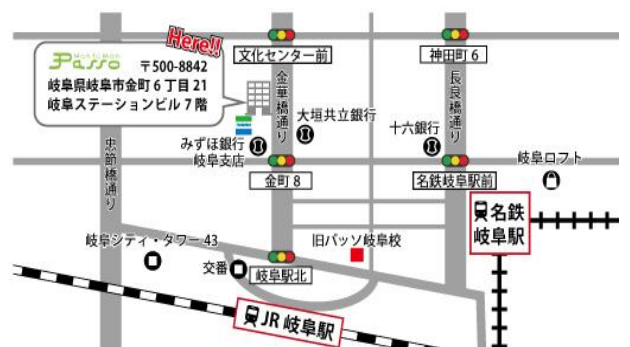 Here!!
Man to Man
Passo
〒500-8842
岐阜県岐阜市金町6丁目21
岐阜ステーションビル7階
文化センター前
神田町6
金華橋通り
長良橋通り
忠節橋通り
大垣共立銀行
十六銀行
みずほ銀行
岐阜支店
岐阜ロフト
金町8
名鉄岐阜駅前
名鉄
岐阜駅
岐阜シティ・タワー43
旧パッソ岐阜校
交番
岐阜駅北
JR岐阜駅